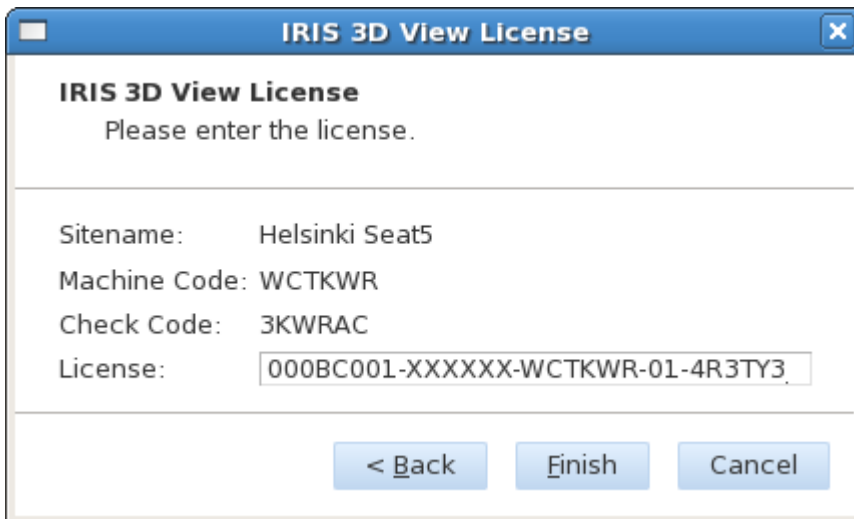 IRIS 3D View License
IRIS 3D View License
Please enter the license.
Sitename: Helsinki Seat5
Machine Code: WCTKWR
Check Code: 3KWRAC
License: 000BC001-XXXXXX-WCTKWR-01-4R3TY3
< Back Finish Cancel